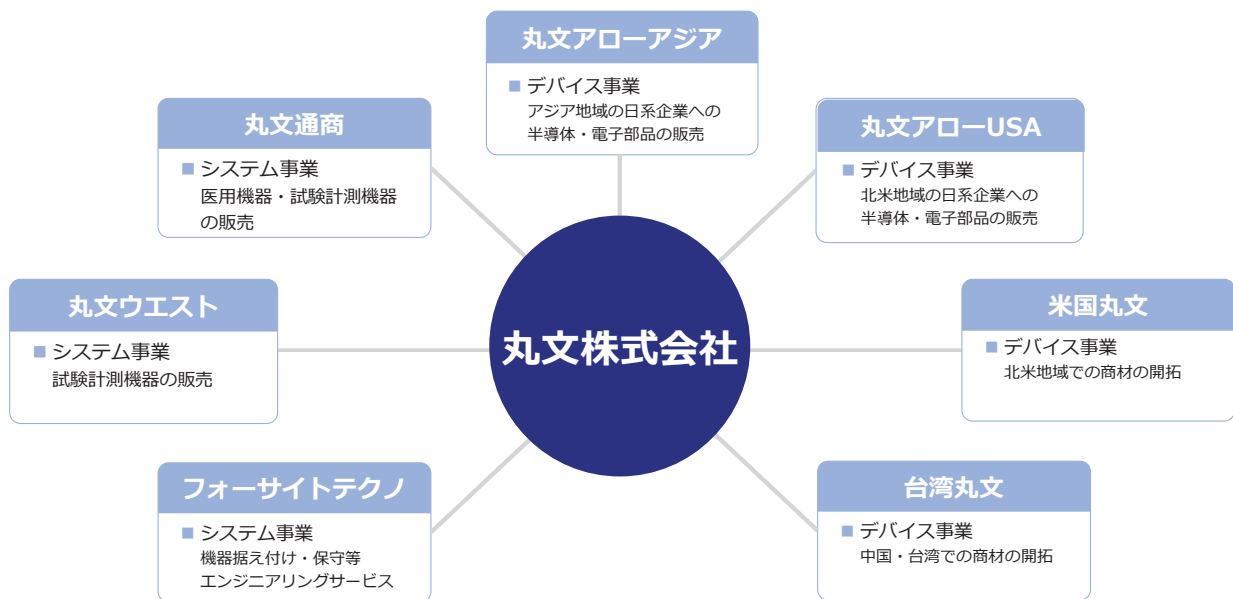 丸文アローアジア
■ デバイス事業
アジア地域の日系企業への
半導体・電子部品の販売
丸文通商
■ システム事業
医用機器・試験計測機器
の販売
丸文アローUSA
■ デバイス事業
北米地域の日系企業への
半導体・電子部品の販売
丸文ウエスト
■ システム事業
試験計測機器の販売
丸文株式会社
米国丸文
■ デバイス事業
北米地域での商材の開拓
フォーサイトテクノ
■ システム事業
機器据え付け・保守等
エンジニアリングサービス
台湾丸文
■ デバイス事業
中国・台湾での商材の開拓